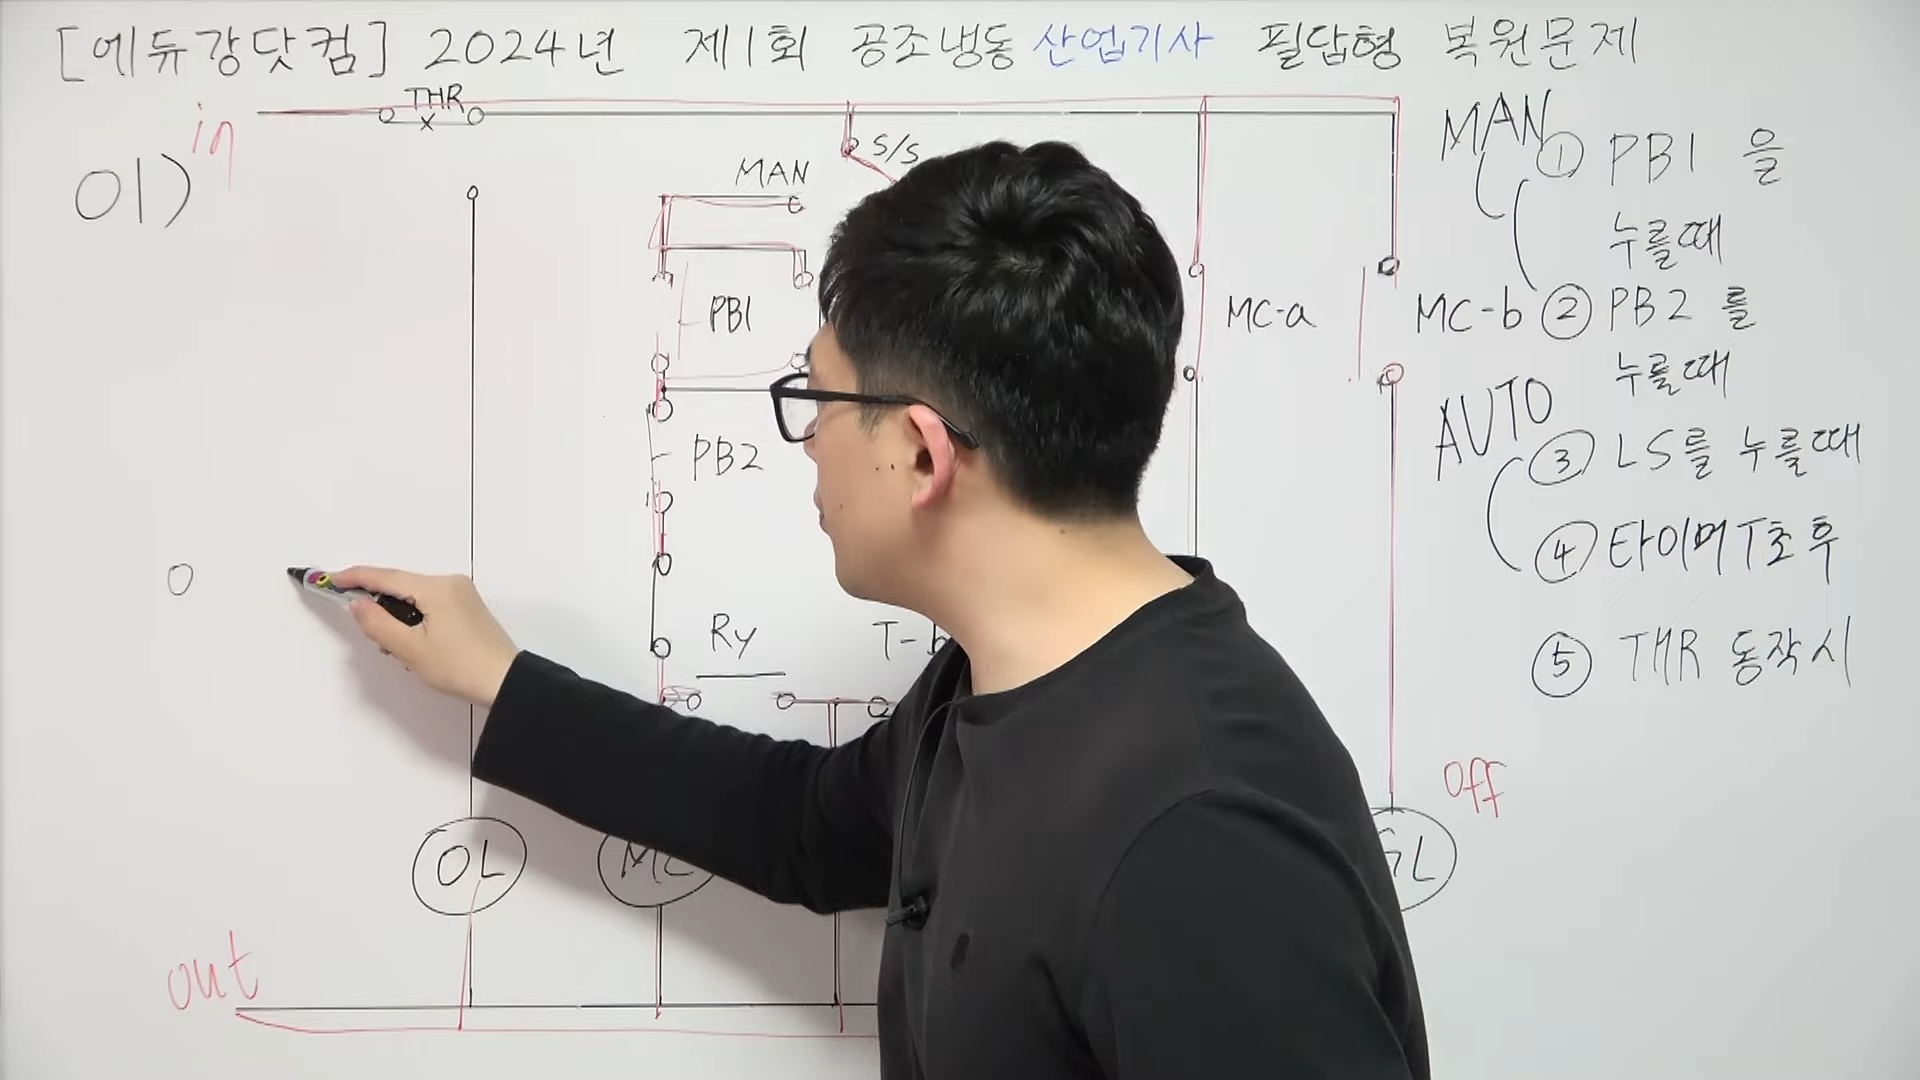 [에듀강닷컴] 2024년 제1회 공조냉동산업기사 필답형 복원문제
in
THR
01)
S/S
MAN
PB1
PB2
Ry
MC-a
MC-b
OL
off
out
MAN
① PB1 을
누를때
② PB2 를
누를때
AUTO
③ LS를 누를때
④ 타이머 T초 후
⑤ THR 동작시